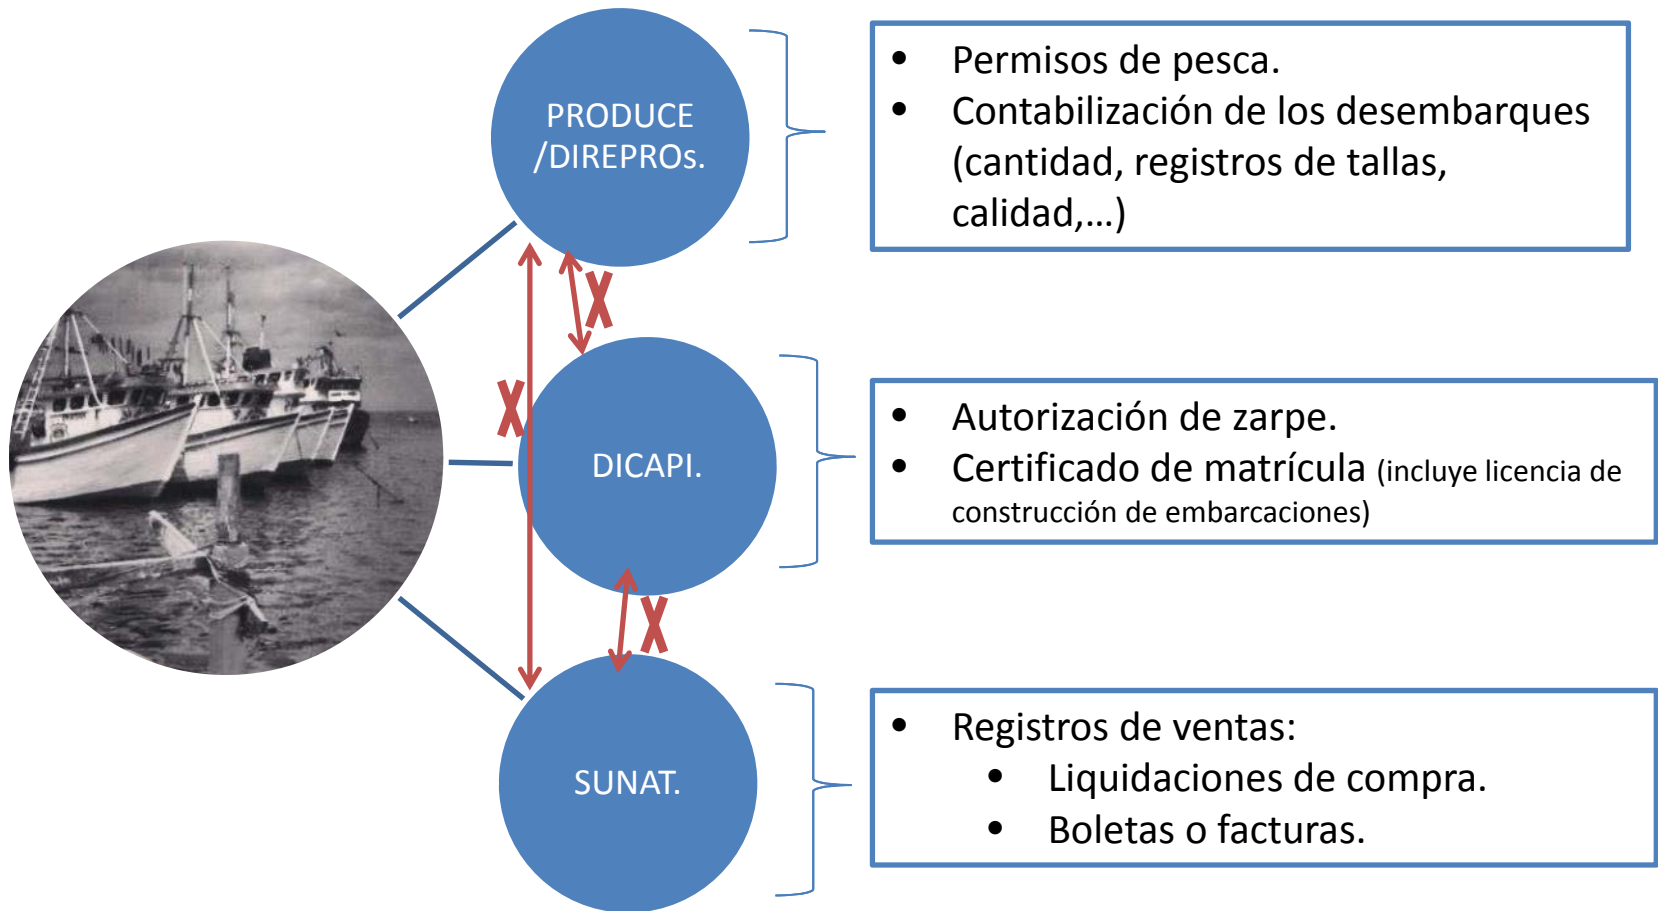 PRODUCE
/DIREPROs.
• Permisos de pesca.
• Contabilización de los desembarques
(cantidad, registros de tallas,
calidad,...)
DICAPI.
• Autorización de zarpe.
• Certificado de matrícula (incluye licencia de
construcción de embarcaciones)
SUNAT.
• Registros de ventas:
• Liquidaciones de compra.
• Boletas o facturas.